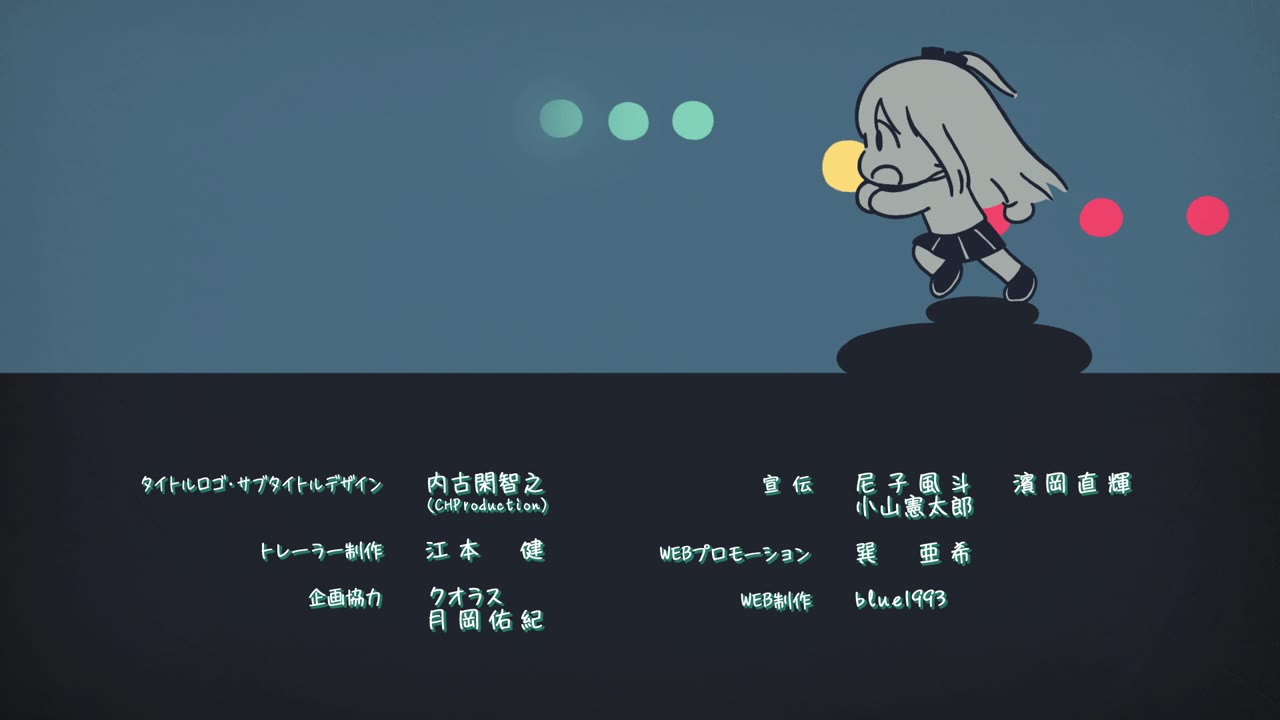 タイトルロゴ・サブタイトルデザイン 内古閑智之
(CHProduction)
トレーラー制作 江本 健
企画協力 クオラス
月岡佑紀
宣伝 尼子風斗 濱岡直輝
小山憲太郎
WEBプロモーション 巽 亜希
WEB制作 blue1993